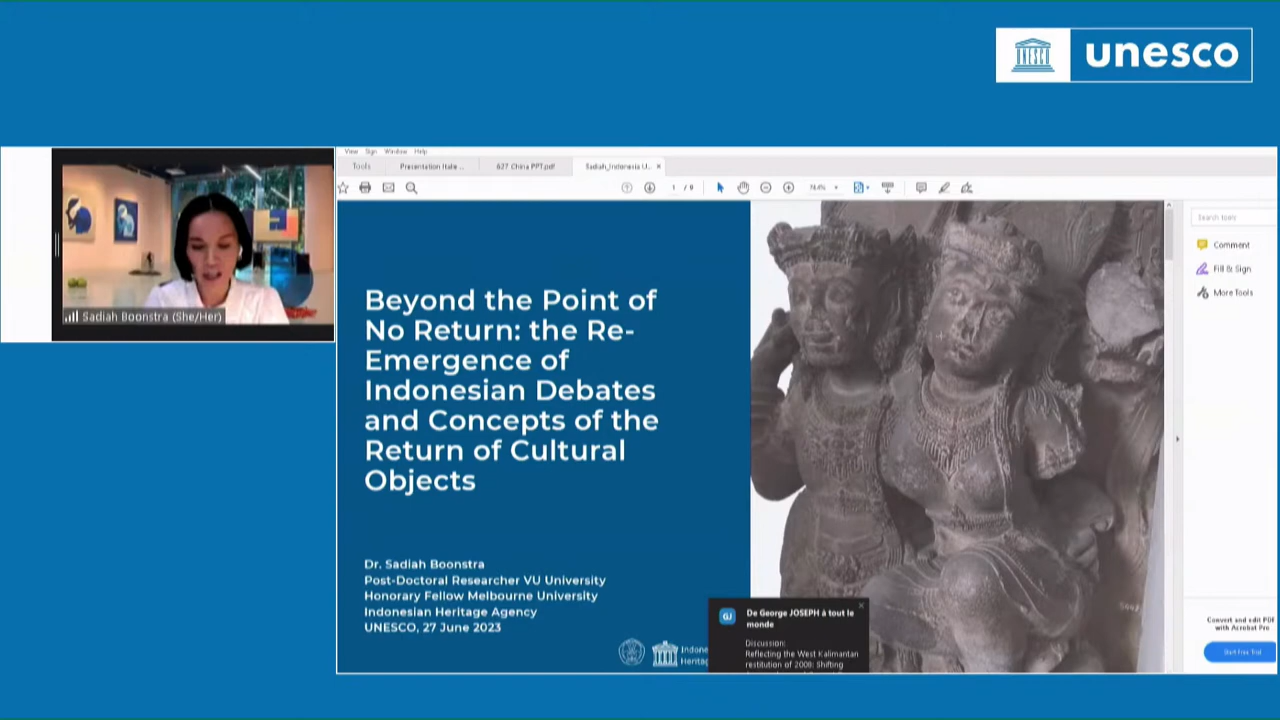 UNESCO
unesco
View Sign Window Help
Tools
Presentation Italie ...
627 China PPT.pdf
Sadiah_Indonesia U...
1 / 9
Search tools
Comment
Fill & Sign
More Tools
Sadiah Boonstra (She/Her)
Beyond the Point of
No Return: the Re-
Emergence of
Indonesian Debates
and Concepts of the
Return of Cultural
Objects
Dr. Sadiah Boonstra
Post-Doctoral Researcher VU University
Honorary Fellow Melbourne University
Indonesian Heritage Agency
UNESCO, 27 June 2023
GJ
De George JOSEPH à tout le
monde
Discussion:
Reflecting the West Kalimantan
restitution of 2008: Shifting
Convert and edit PDF
with Acrobat Pro
Start Free Trial